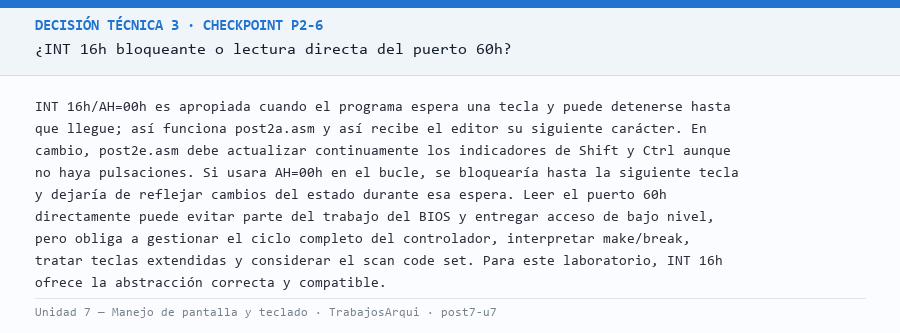 DECISIÓN TÉCNICA 3 · CHECKPOINT P2-6
¿INT 16h bloqueante o lectura directa del puerto 60h?
INT 16h/AH=00h es apropiada cuando el programa espera una tecla y puede detenerse hasta
que llegue; así funciona post2a.asm y así recibe el editor su siguiente carácter. En
cambio, post2e.asm debe actualizar continuamente los indicadores de Shift y Ctrl aunque
no haya pulsaciones. Si usara AH=00h en el bucle, se bloquearía hasta la siguiente tecla
y dejaría de reflejar cambios del estado durante esa espera. Leer el puerto 60h
directamente puede evitar parte del trabajo del BIOS y entregar acceso de bajo nivel,
pero obliga a gestionar el ciclo completo del controlador, interpretar make/break,
tratar teclas extendidas y considerar el scan code set. Para este laboratorio, INT 16h
ofrece la abstracción correcta y compatible.
Unidad 7 — Manejo de pantalla y teclado · TrabajosArqui · post7-u7